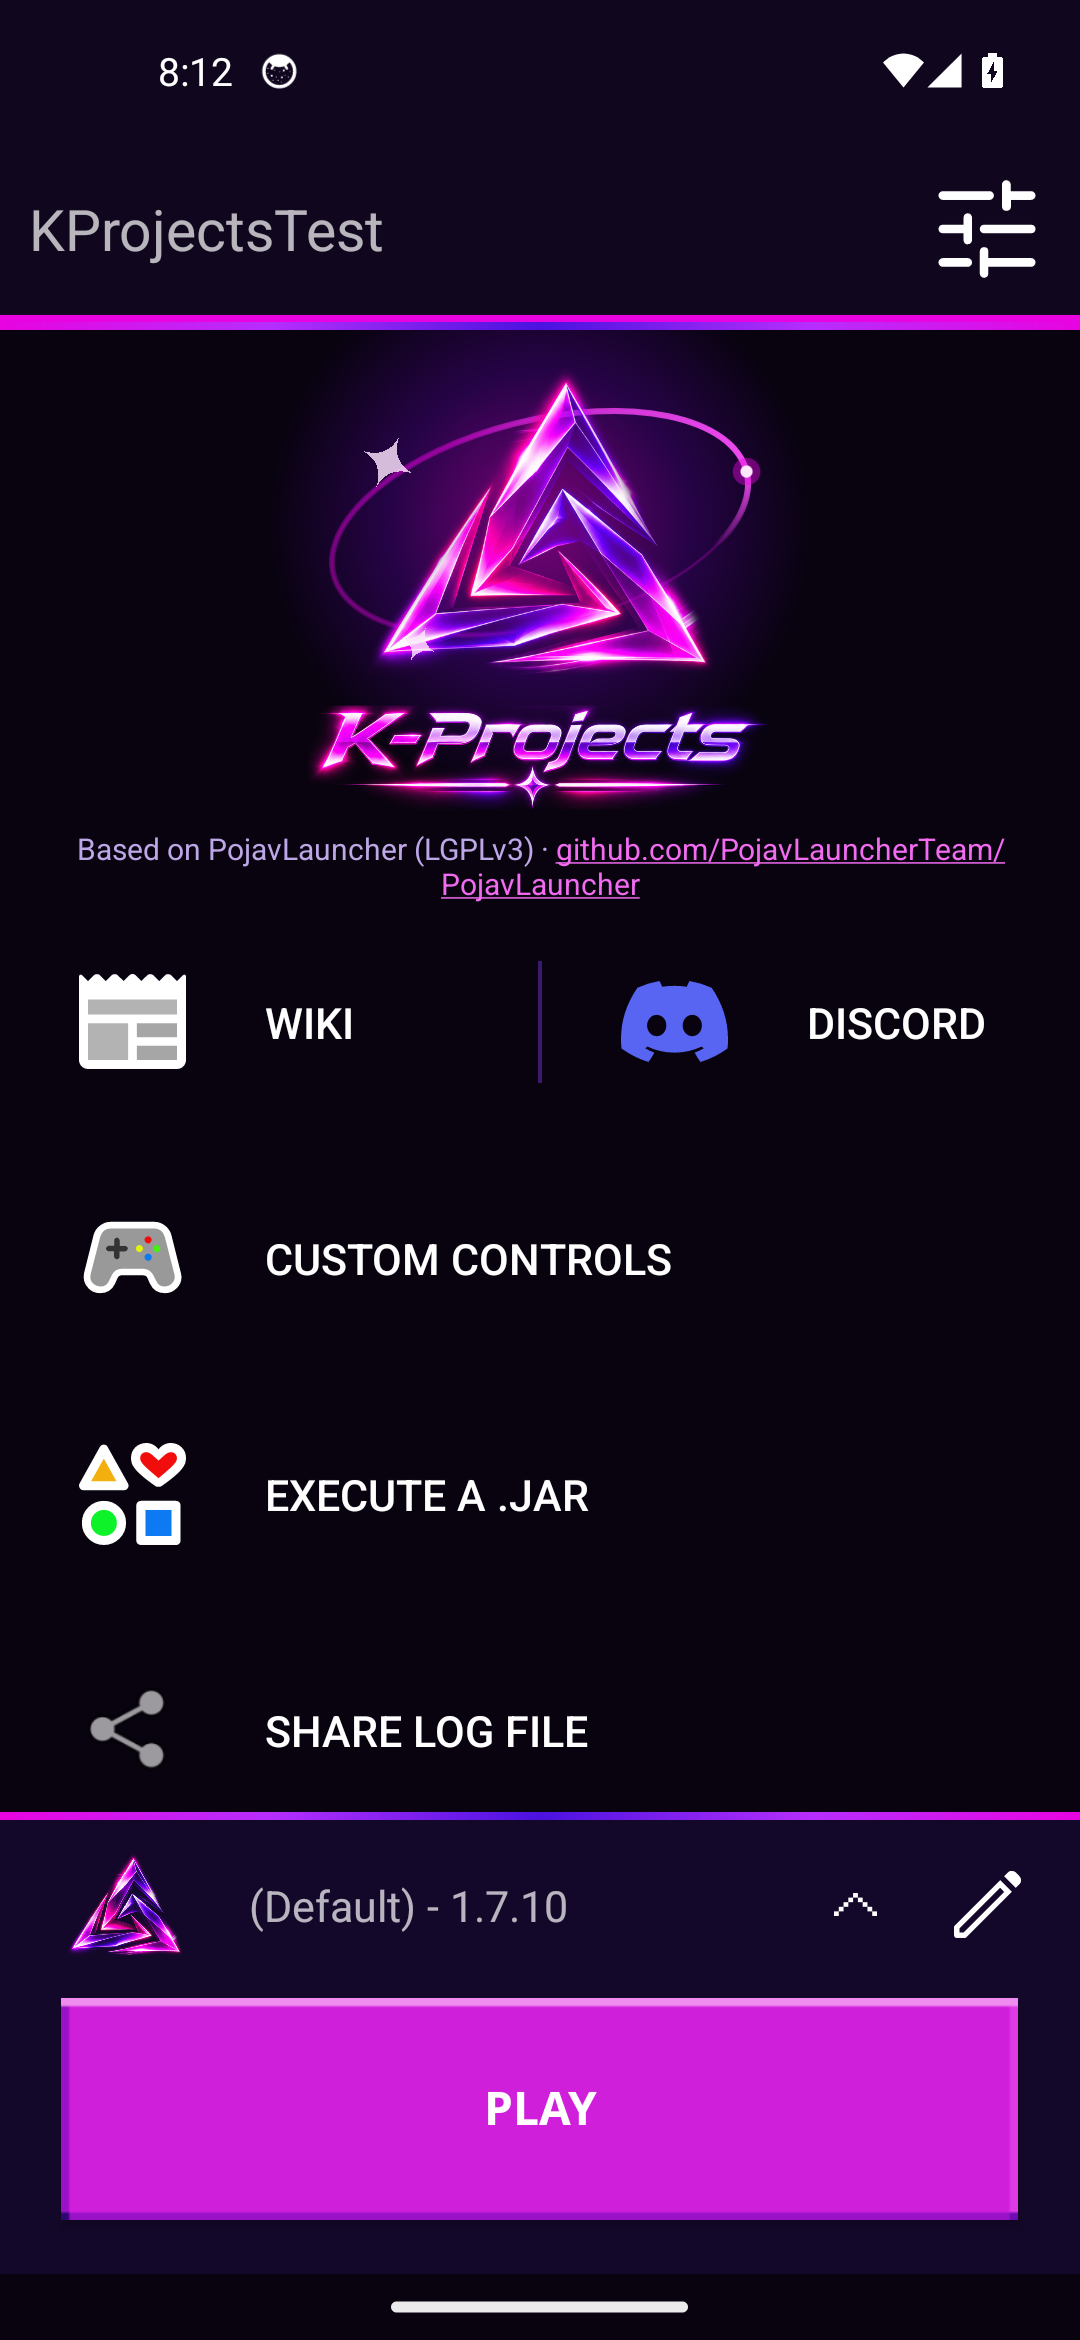 8:12
KProjectsTest
K-Projects
Based on PojavLauncher (LGPLv3) · github.com/PojavLauncherTeam/
PojavLauncher
WIKI
DISCORD
CUSTOM CONTROLS
EXECUTE A .JAR
SHARE LOG FILE
(Default) - 1.7.10
PLAY